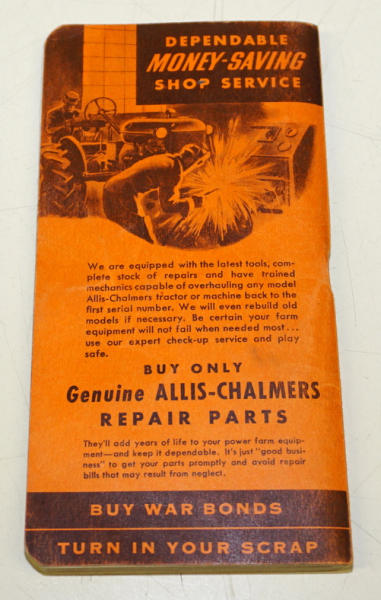 DEPENDABLE
MONEY-SAVING
SHOP SERVICE
We are equipped with the latest tools, com-
plete stock of repairs and have trained
mechanics capable of overhauling any model
Allis-Chalmers tractor or machine back to the
first serial number. We will even rebuild old
models if necessary. Be certain your farm
equipment will not fail when needed most...
use our expert check-up service and play
safe.
BUY ONLY
Genuine ALLIS-CHALMERS
REPAIR PARTS
They'll add years of life to your power farm equip-
ment—and keep it dependable. It's just "good busi-
ness" to get your parts promptly and avoid repair
bills that may result from neglect.
BUY WAR BONDS
TURN IN YOUR SCRAP